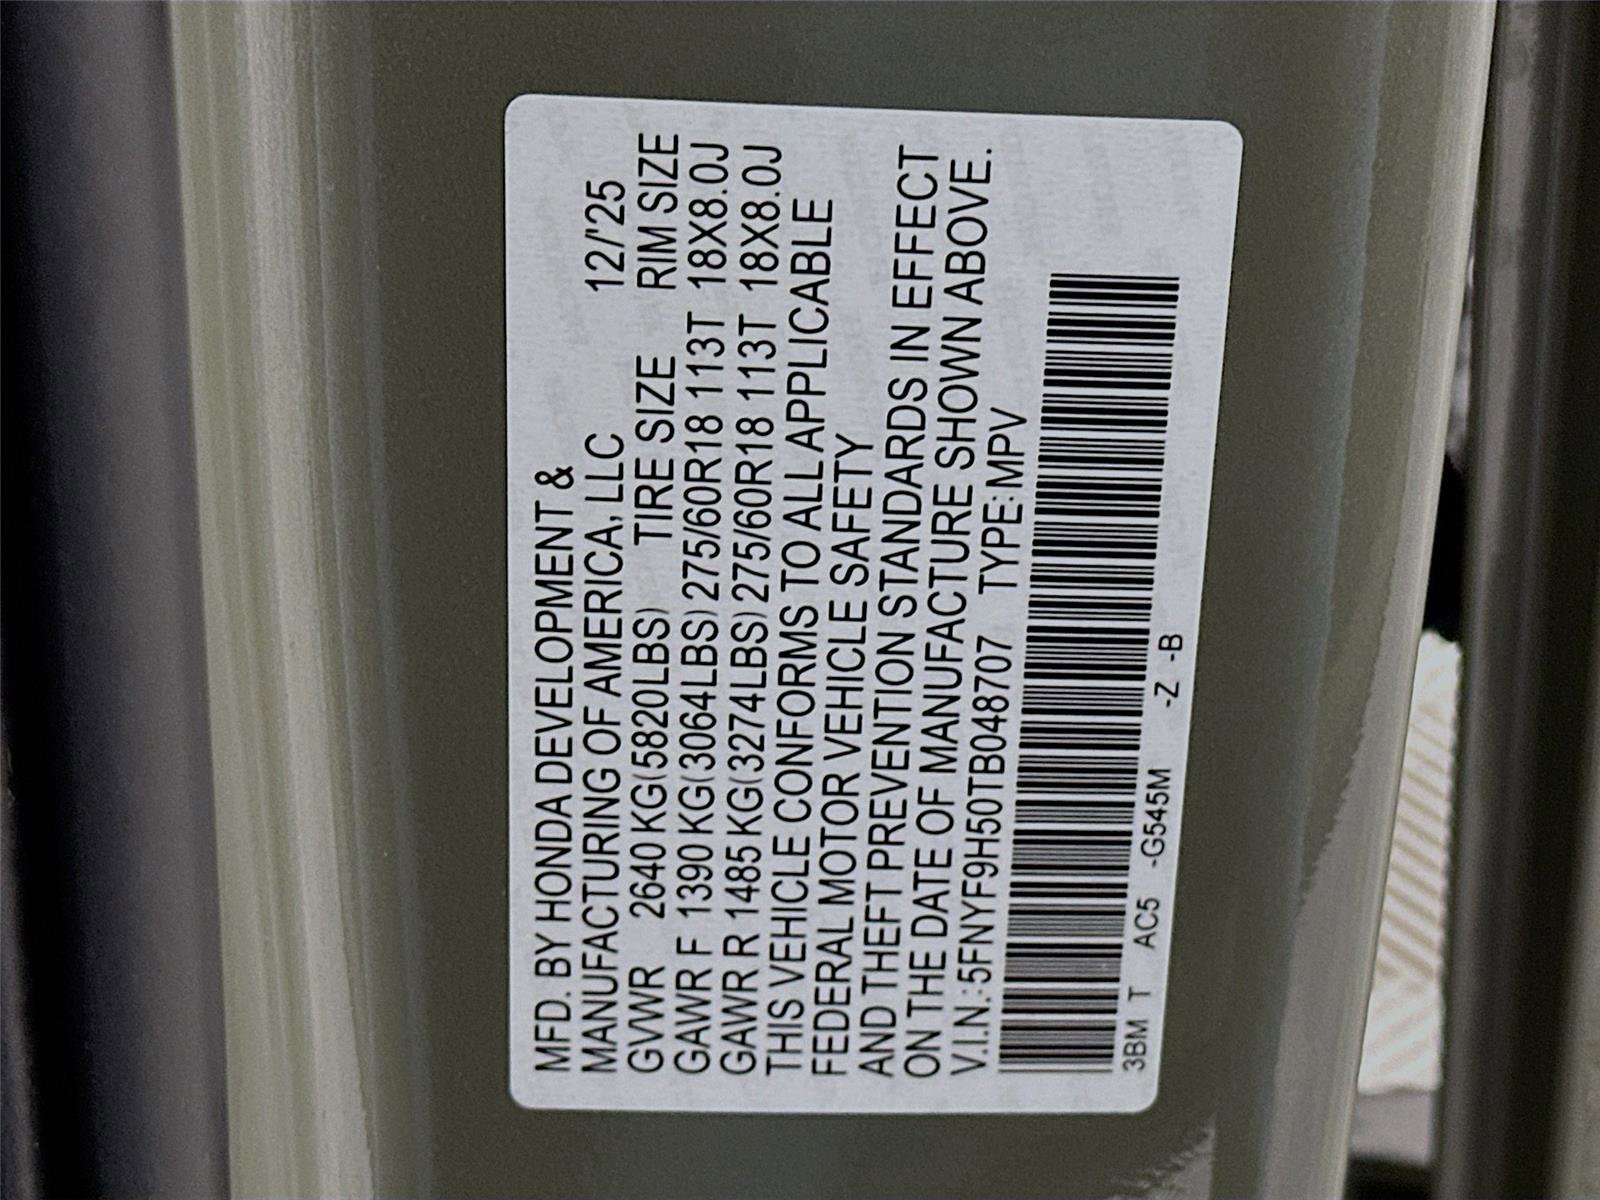 MFD. BY HONDA DEVELOPMENT &
MANUFACTURING OF AMERICA, LLC 12/'25
GVWR 2640 KG(5820LBS) TIRE SIZE RIM SIZE
GAWR F 1390 KG(3064LBS) 275/60R18 113T 18X8.0J
GAWR R 1485 KG(3274LBS) 275/60R18 113T 18X8.0J
THIS VEHICLE CONFORMS TO ALL APPLICABLE
FEDERAL MOTOR VEHICLE SAFETY
AND THEFT PREVENTION STANDARDS IN EFFECT
ON THE DATE OF MANUFACTURE SHOWN ABOVE.
V.I.N.:5FNYF9H50TB048707 TYPE:MPV
3BM T AC5 -G545M -Z -B